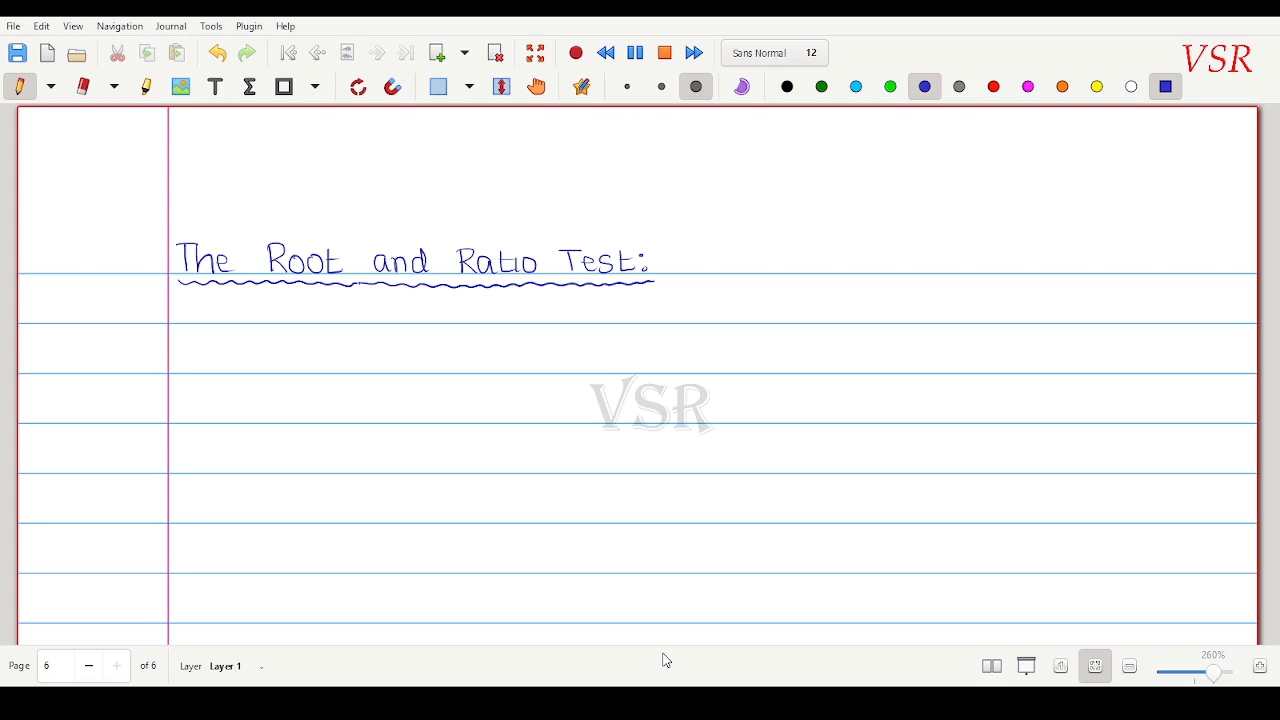 File Edit View Navigation Journal Tools Plugin Help
Sans Normal 12
VSR
The Root and Ratio Test:
VSR
Page 6 of 6 Layer Layer 1
260%